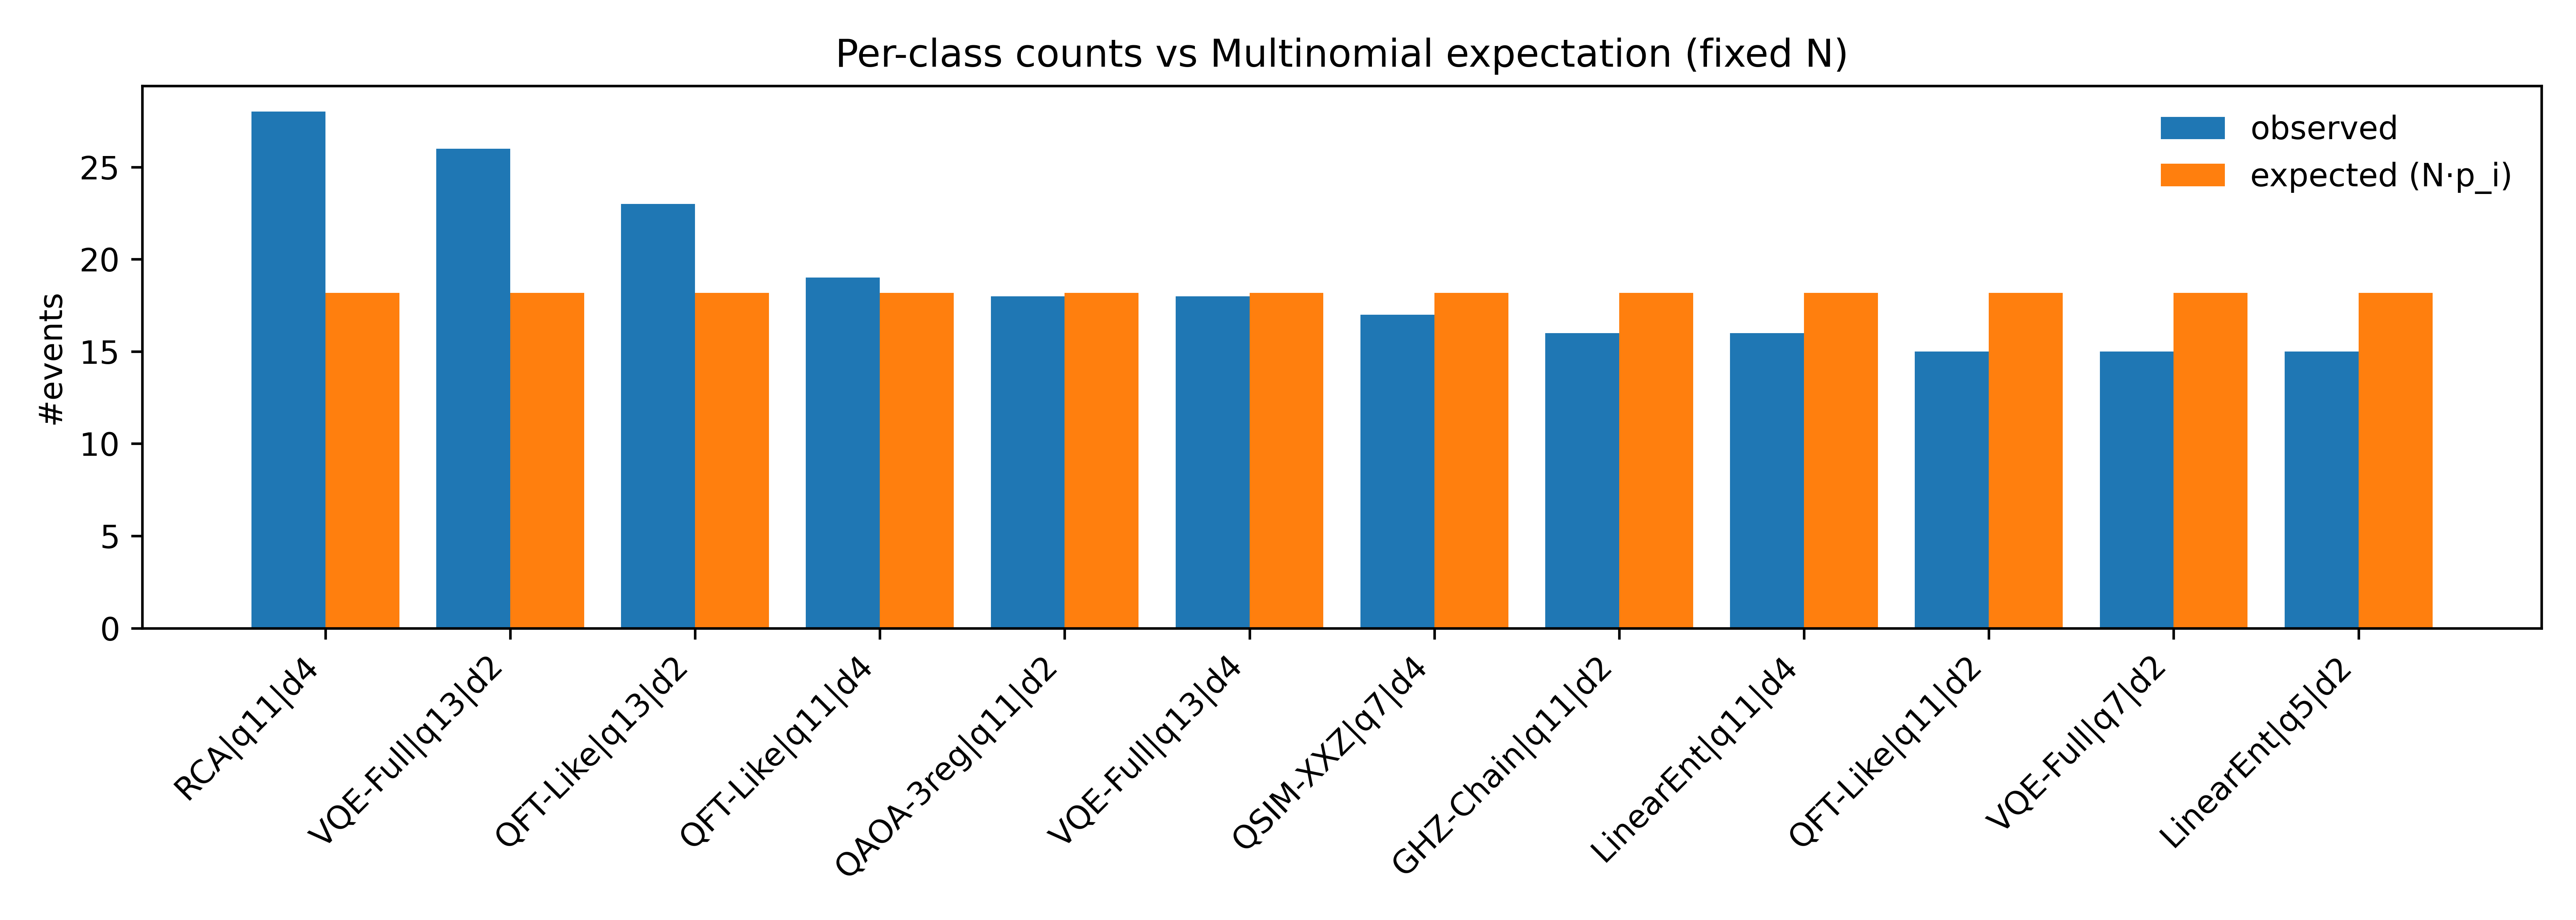 Per-class counts vs Multinomial expectation (fixed N)
observed
expected (N·p_i)
#events
25
20
15
10
5
0
RCA|q11|d4
VQE-Full|q13|d2
QFT-Like|q13|d2
QFT-Like|q11|d4
QAOA-3reg|q11|d2
VQE-Full|q13|d4
QSIM-XXZ|q7|d4
GHZ-Chain|q11|d2
LinearEnt|q11|d4
QFT-Like|q11|d2
VQE-Full|q7|d2
LinearEnt|q5|d2